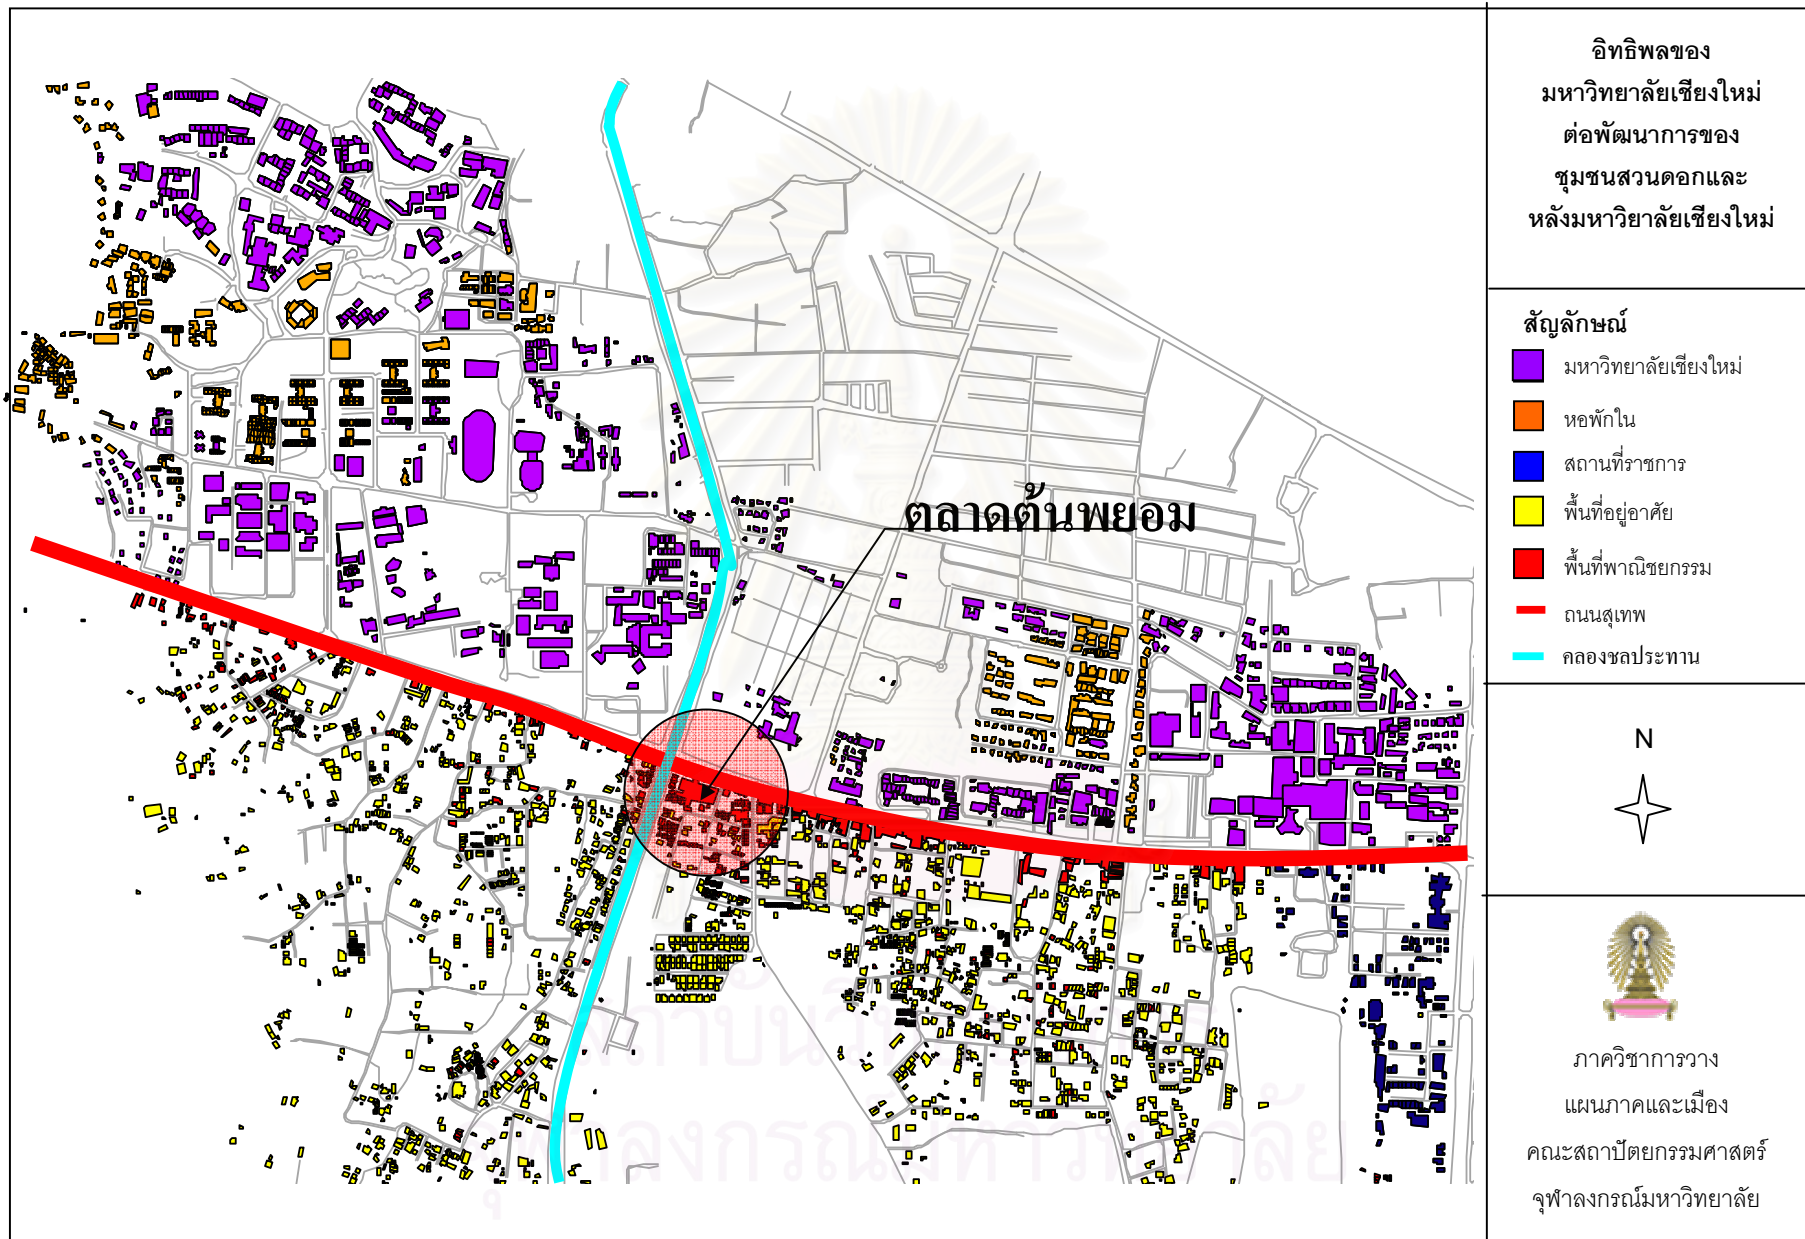 อิทธิพลของ
มหาวิทยาลัยเชียงใหม่
ต่อพัฒนาการของ
ชุมชนสวนดอกและ
หลังมหาวิยาลัยเชียงใหม่
สัญลักษณ์
มหาวิทยาลัยเชียงใหม่
หอพักใน
สถานที่ราชการ
พื้นที่อยู่อาศัย
พื้นที่พาณิชยกรรม
ถนนสุเทพ
คลองชลประทาน
ตลาดต้นพยอม
N
ภาควิชาการวาง
แผนภาคและเมือง
คณะสถาปัตยกรรมศาสตร์
จุฬาลงกรณ์มหาวิทยาลัย